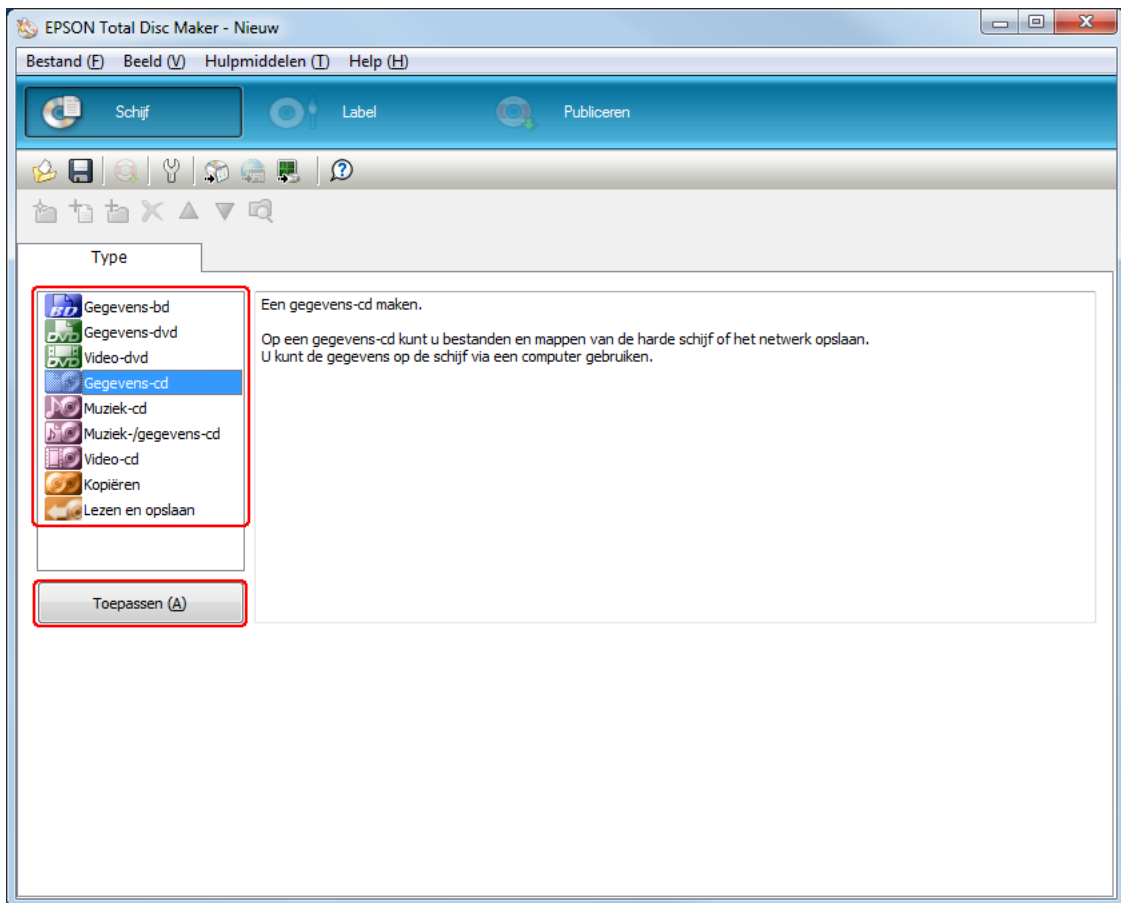 EPSON Total Disc Maker - Nieuw
Bestand (F) Beeld (V) Hulpmiddelen (T) Help (H)
Schijf Label Publiceren
Type
BD Gegevens-bd
DVD Gegevens-dvd
DVD Video-dvd
Gegevens-cd
Muziek-cd
Muziek-/gegevens-cd
Video-cd
Kopiëren
Lezen en opslaan
Toepassen (A)
Een gegevens-cd maken.
Op een gegevens-cd kunt u bestanden en mappen van de harde schijf of het netwerk opslaan.
U kunt de gegevens op de schijf via een computer gebruiken.